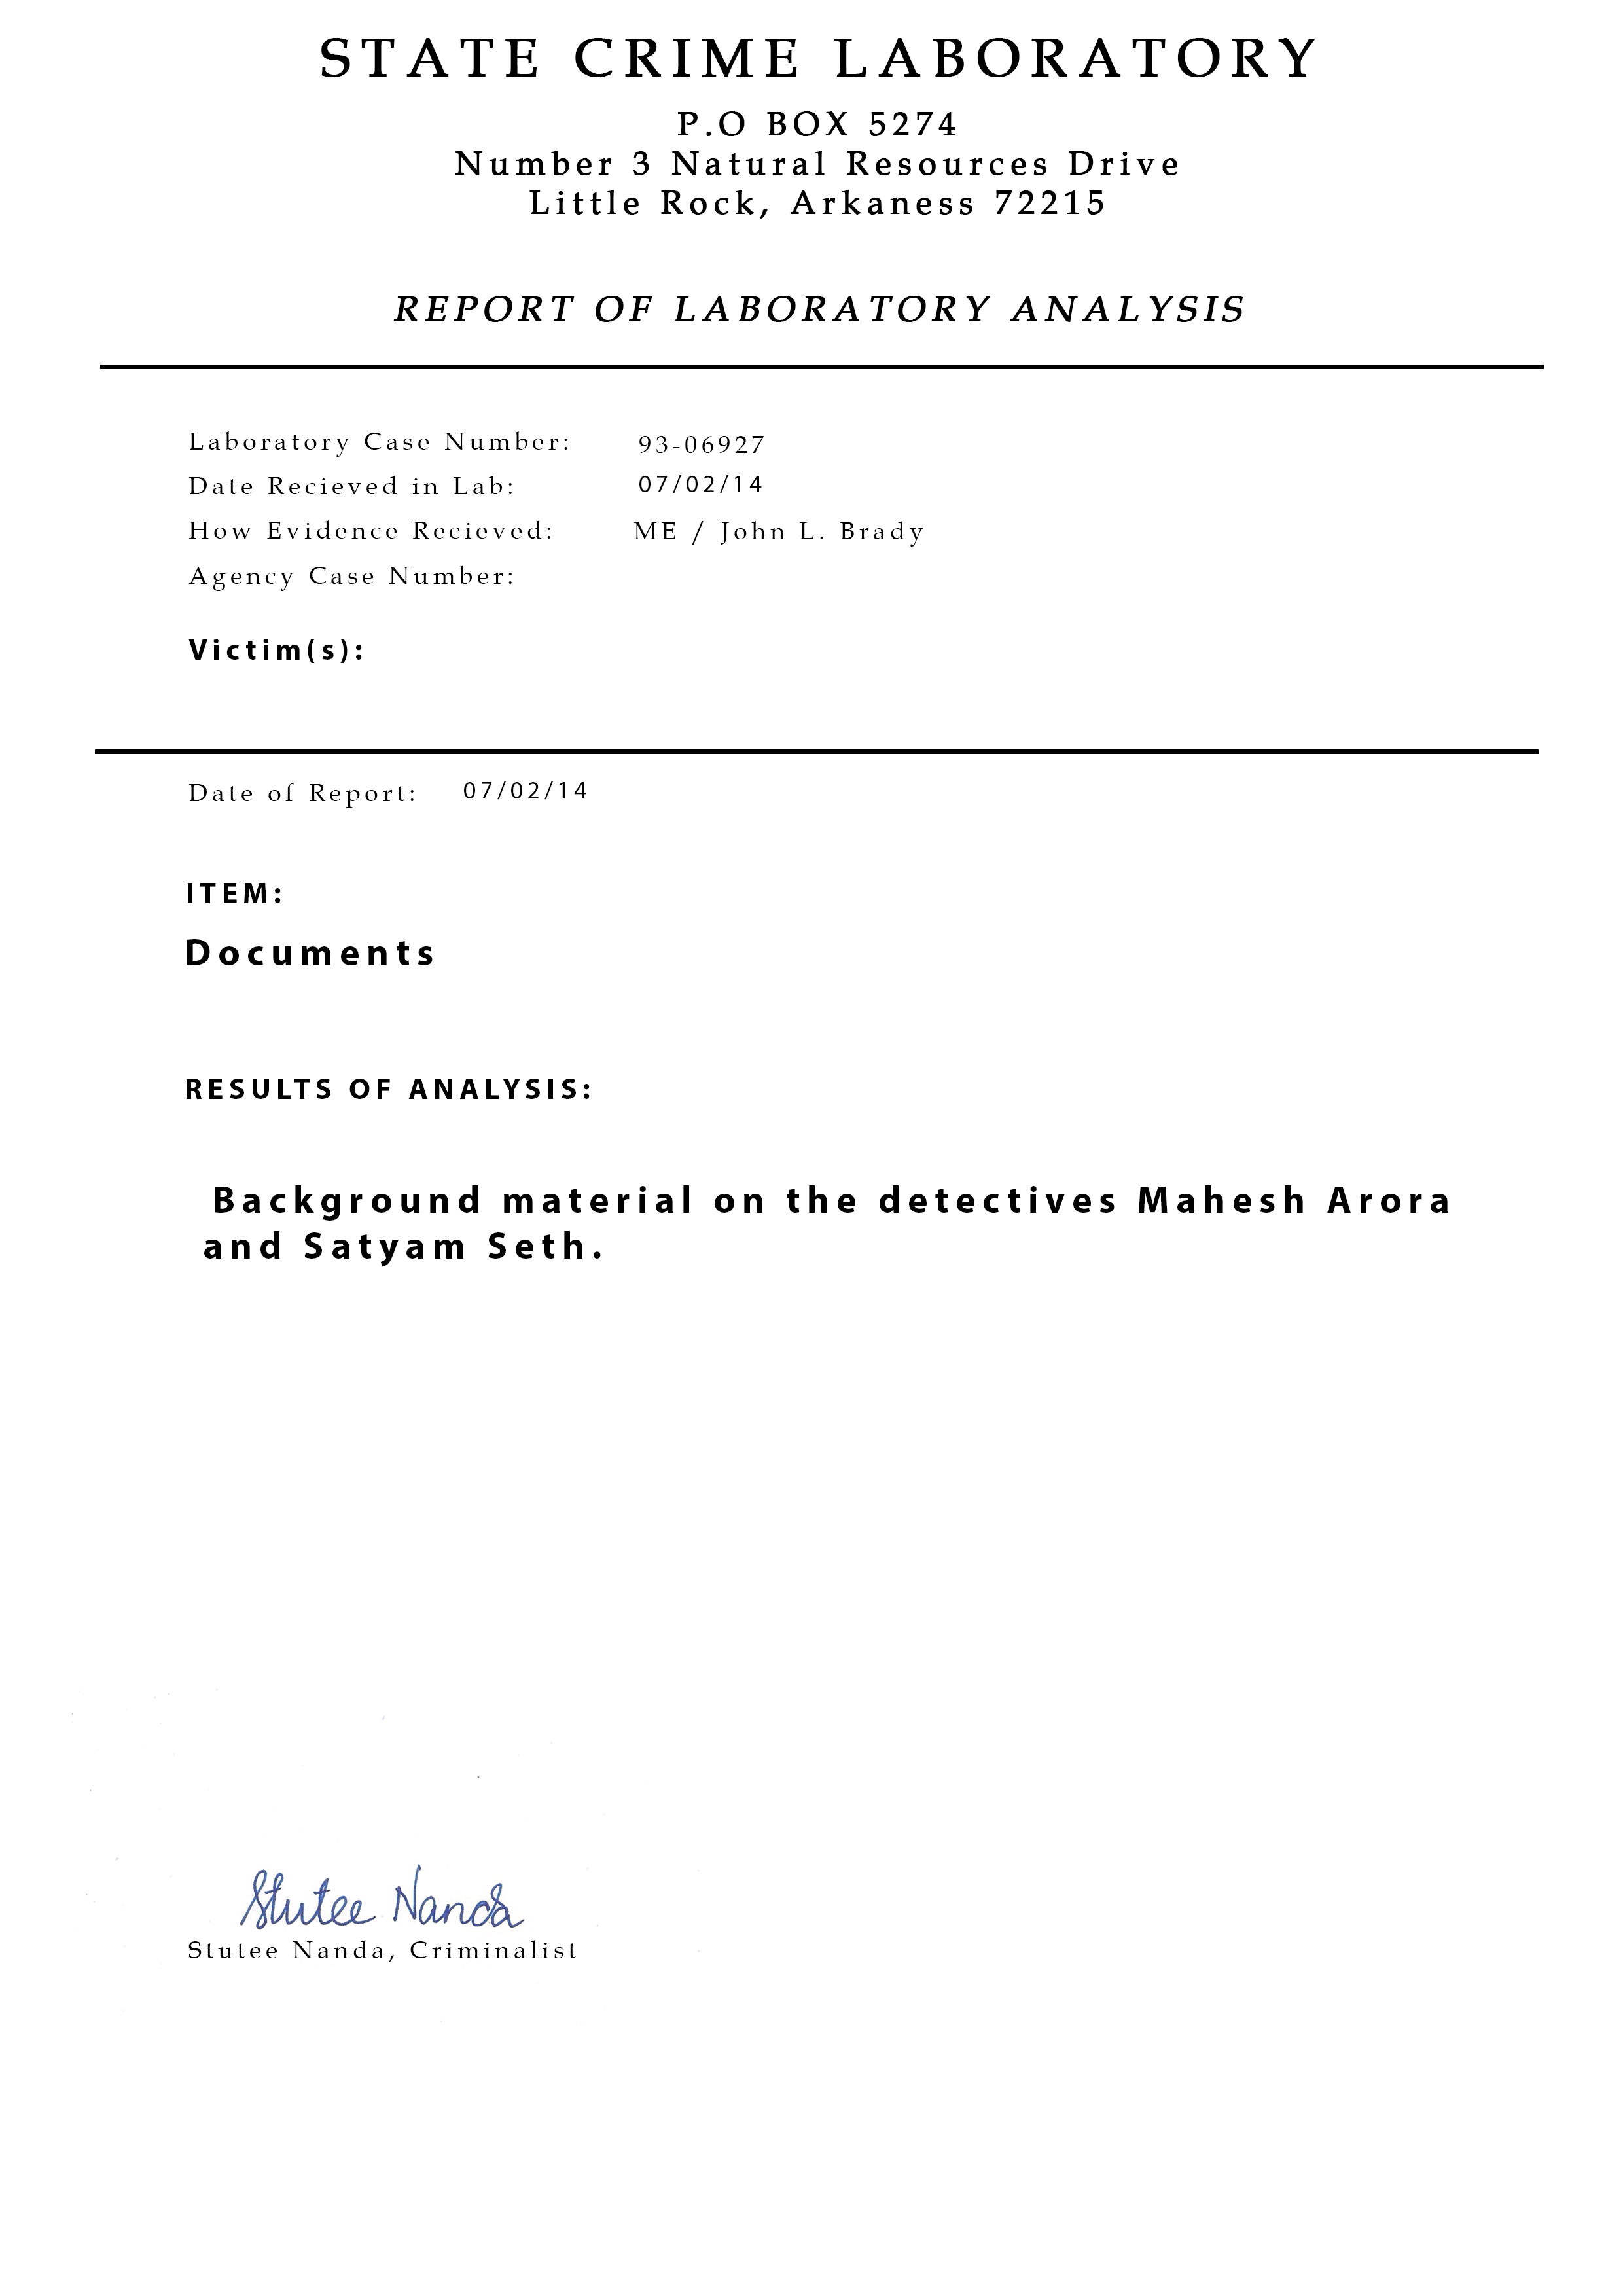 STATE CRIME LABORATORY
P.O BOX 5274
Number 3 Natural Resources Drive
Little Rock, Arkaness 72215
REPORT OF LABORATORY ANALYSIS
Laboratory Case Number: 93-06927
Date Recieved in Lab: 07/02/14
How Evidence Recieved: ME / John L. Brady
Agency Case Number:
Victim(s):
Date of Report: 07/02/14
ITEM:
Documents
RESULTS OF ANALYSIS:
Background material on the detectives Mahesh Arora
and Satyam Seth.
Stutee Nanda
Stutee Nanda, Criminalist